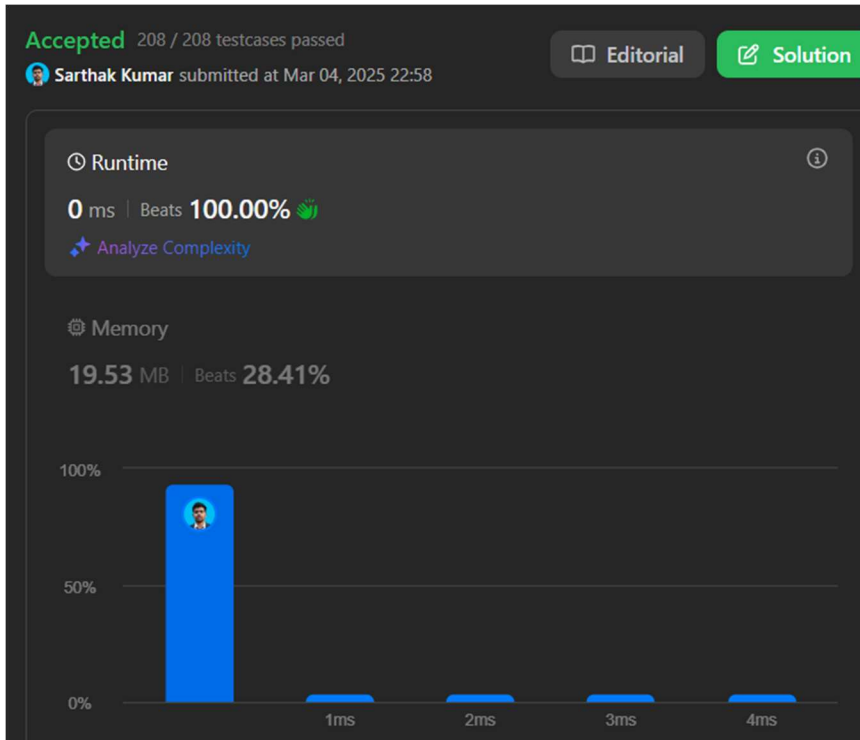 Accepted 208 / 208 testcases passed
Editorial
Solution
Sarthak Kumar submitted at Mar 04, 2025 22:58
Runtime
0 ms | Beats 100.00%
Analyze Complexity
Memory
19.53 MB | Beats 28.41%
100%
50%
0%
1ms 2ms 3ms 4ms